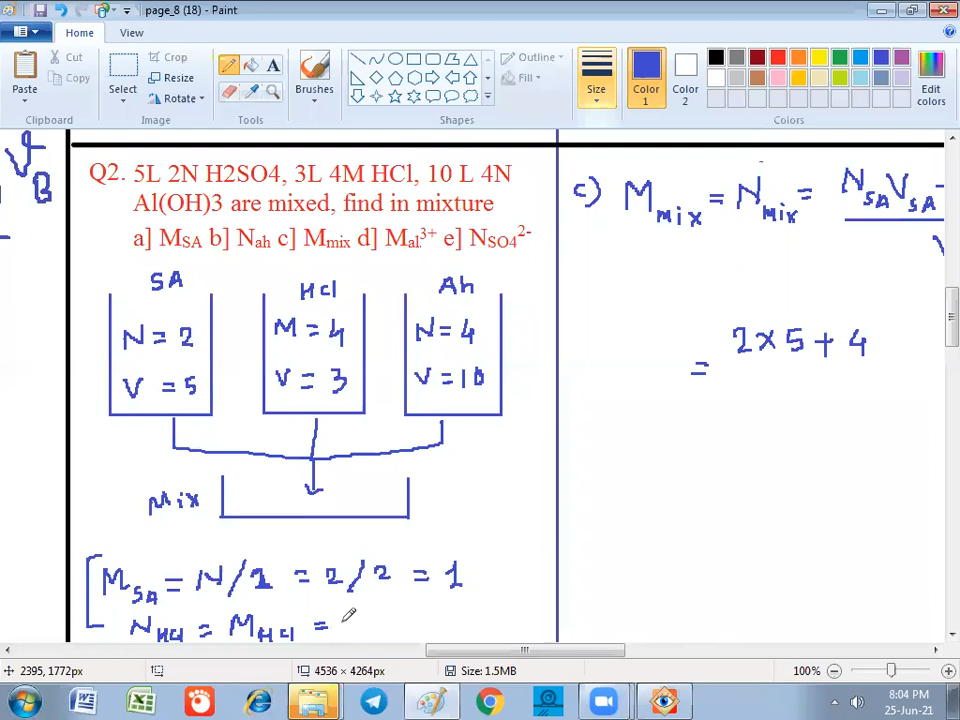 page_8 (18) - Paint
Home View
Paste
Cut
Copy
Clipboard
Select
Crop
Resize
Rotate
Image
A
Tools
Brushes
Outline
Fill
Shapes
Size
Color 1
Color 2
Edit colors
Colors
V B
Q2. 5L 2N H2SO4, 3L 4M HCl, 10 L 4N
Al(OH)3 are mixed, find in mixture
a] MSA b] Nah c] Mmix d] Mal3+ e] NSO42-
SA HCl Ah
N = 2 M = 4 N = 4
V = 5 V = 3 V = 10
Mix
MSA = N/2 = 2/2 = 1
NHCl = MHCl =
c) Mmix = Nmix = NSAVSA
= 2 × 5 + 4
2395, 1772px
4536 × 4264px
Size: 1.5MB
100%
8:04 PM
25-Jun-21